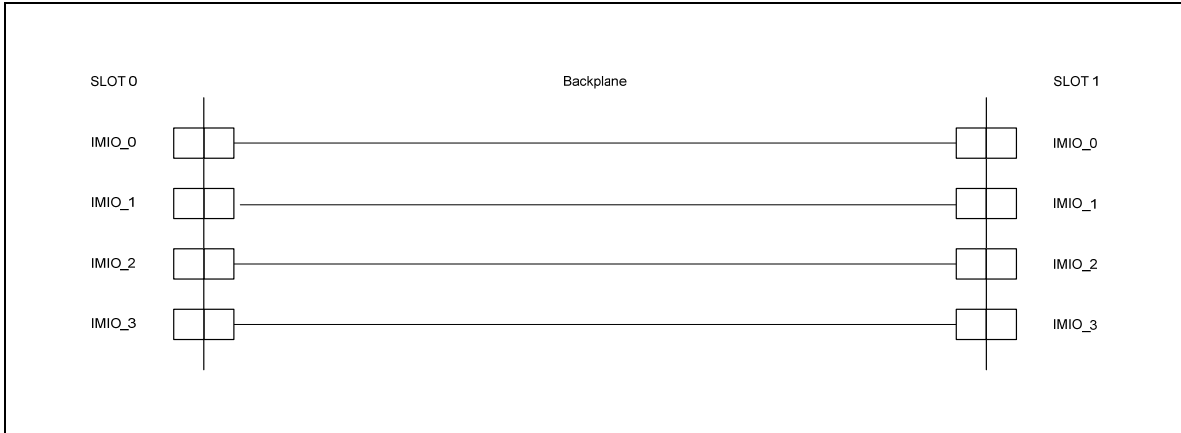 SLOT 0 Backplane SLOT 1
IMIO_0 IMIO_0
IMIO_1 IMIO_1
IMIO_2 IMIO_2
IMIO_3 IMIO_3